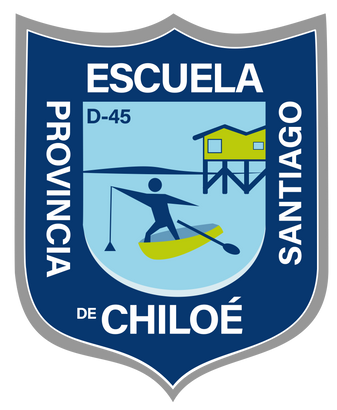 ESCUELA
D-45
PROVINCIA
DE CHILOÉ
SANTIAGO